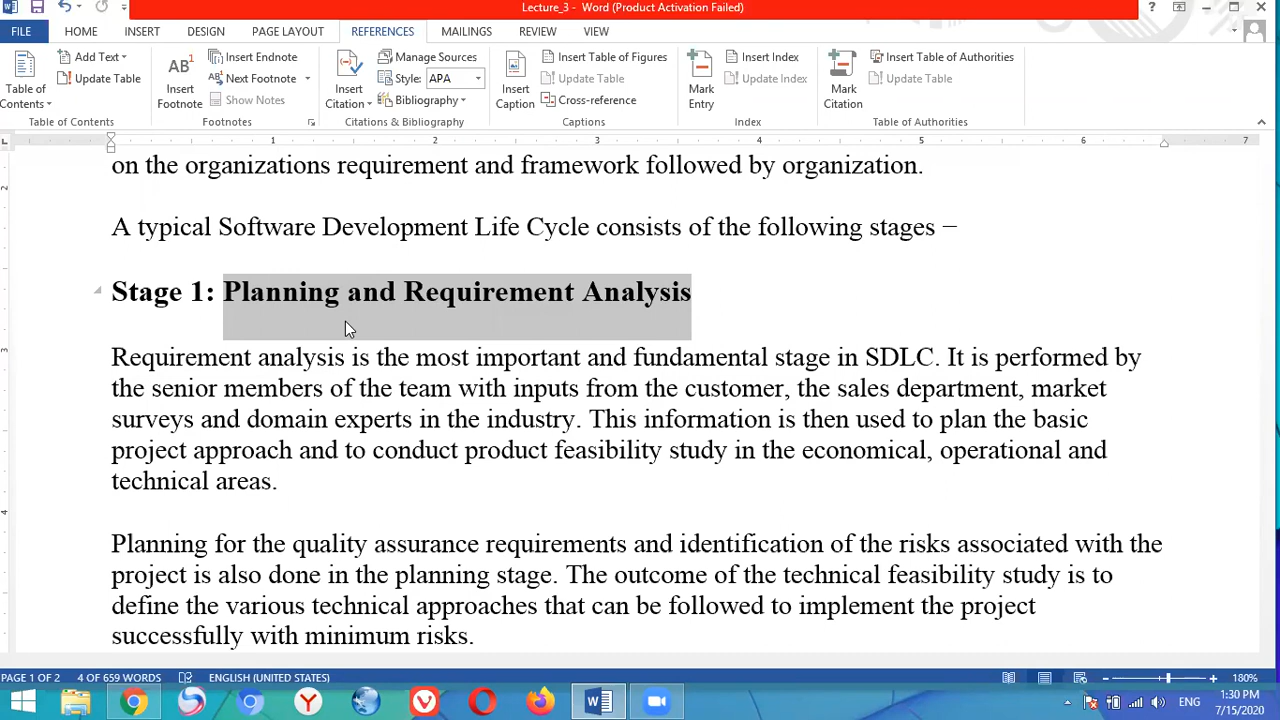 Lecture_3 - Word (Product Activation Failed)
FILE HOME INSERT DESIGN PAGE LAYOUT REFERENCES MAILINGS REVIEW VIEW
Table of Contents
Add Text
Update Table
Table of Contents
AB1
Insert Footnote
Insert Endnote
Next Footnote
Show Notes
Footnotes
Insert Citation
Manage Sources
Style: APA
Bibliography
Citations & Bibliography
Insert Caption
Insert Table of Figures
Update Table
Cross-reference
Captions
Mark Entry
Insert Index
Update Index
Index
Mark Citation
Insert Table of Authorities
Update Table
Table of Authorities
1 2 3 4 5 6 7
2
3
4
on the organizations requirement and framework followed by organization.
A typical Software Development Life Cycle consists of the following stages −
Stage 1: Planning and Requirement Analysis
Requirement analysis is the most important and fundamental stage in SDLC. It is performed by
the senior members of the team with inputs from the customer, the sales department, market
surveys and domain experts in the industry. This information is then used to plan the basic
project approach and to conduct product feasibility study in the economical, operational and
technical areas.
Planning for the quality assurance requirements and identification of the risks associated with the
project is also done in the planning stage. The outcome of the technical feasibility study is to
define the various technical approaches that can be followed to implement the project
successfully with minimum risks.
PAGE 1 OF 2 4 OF 659 WORDS ENGLISH (UNITED STATES) 180%
ENG
1:30 PM
7/15/2020